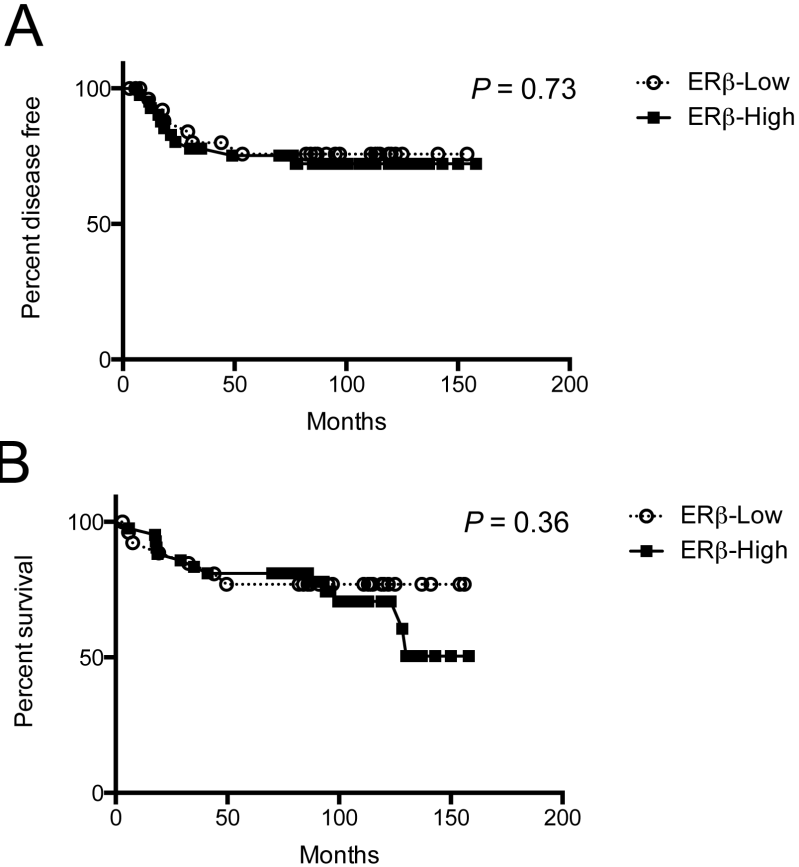 A
P = 0.73
ERβ-Low
ERβ-High
Percent disease free
100
50
0
0 50 100 150 200
Months
B
P = 0.36
ERβ-Low
ERβ-High
Percent survival
100
50
0
0 50 100 150 200
Months